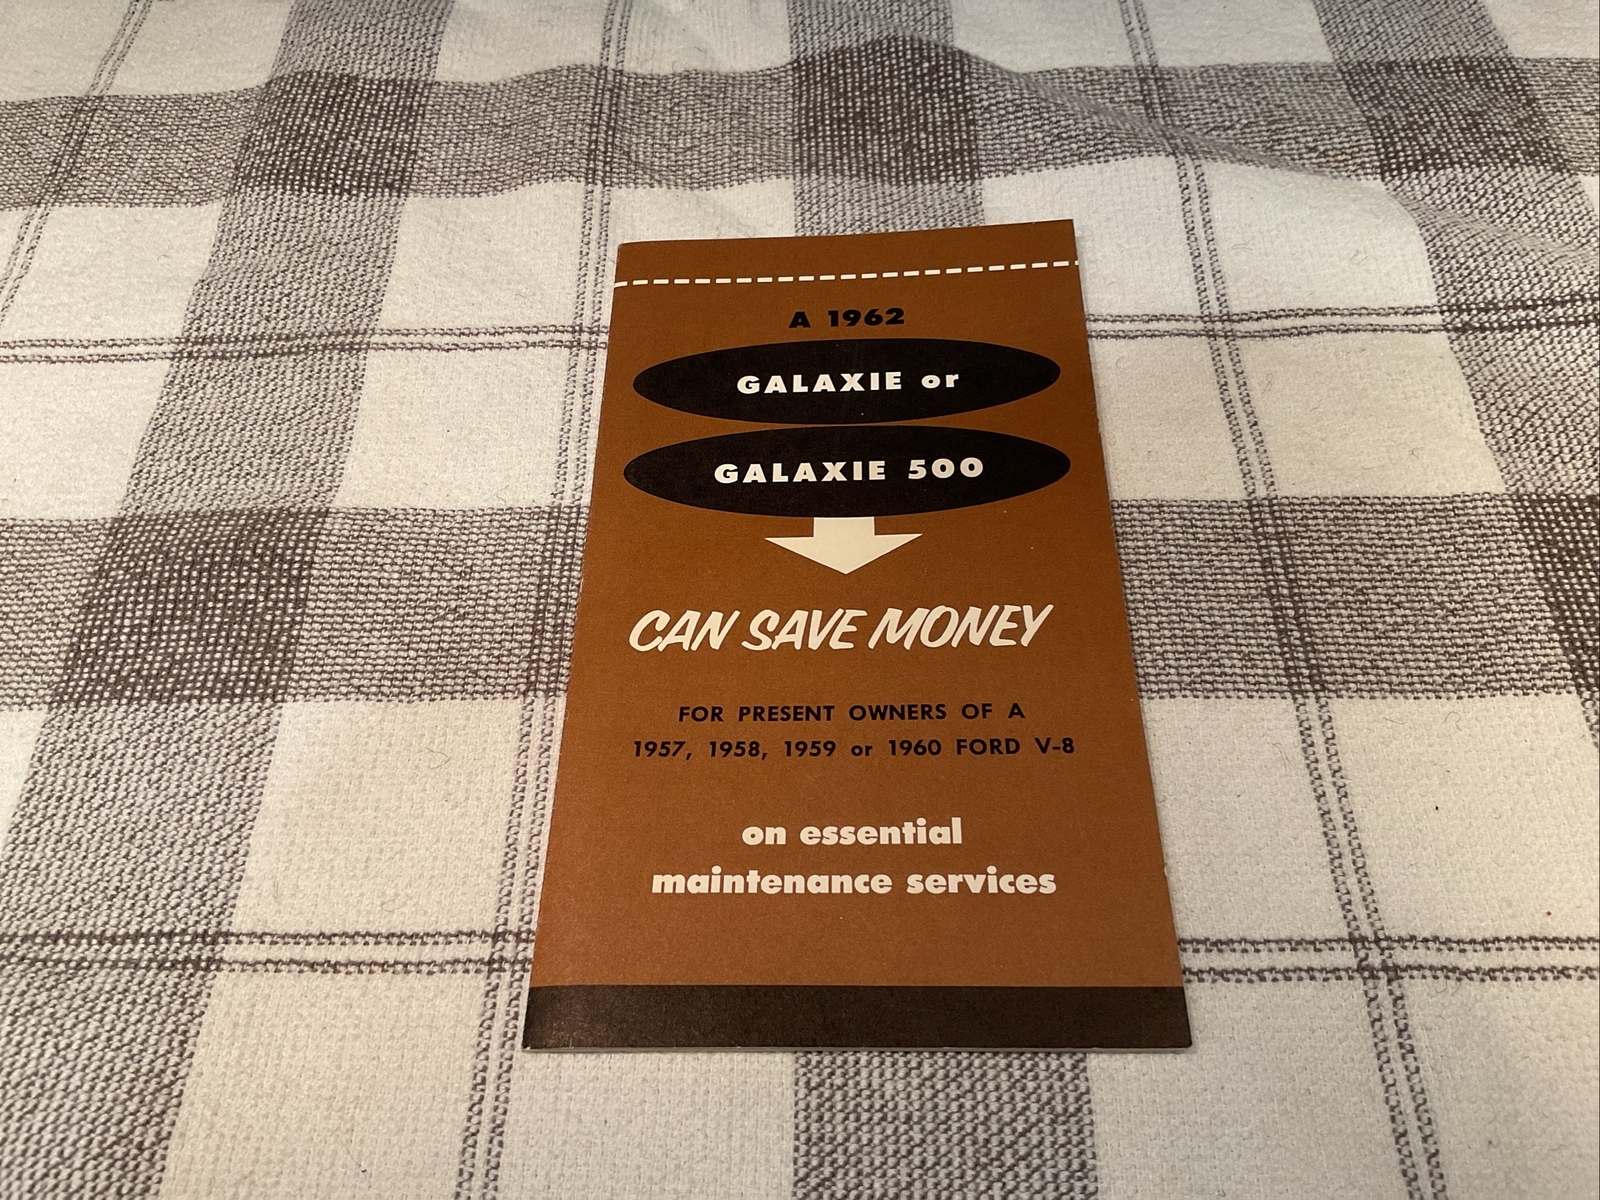 A 1962
GALAXIE or
GALAXIE 500
CAN SAVE MONEY
FOR PRESENT OWNERS OF A
1957, 1958, 1959 or 1960 FORD V-8
on essential
maintenance services